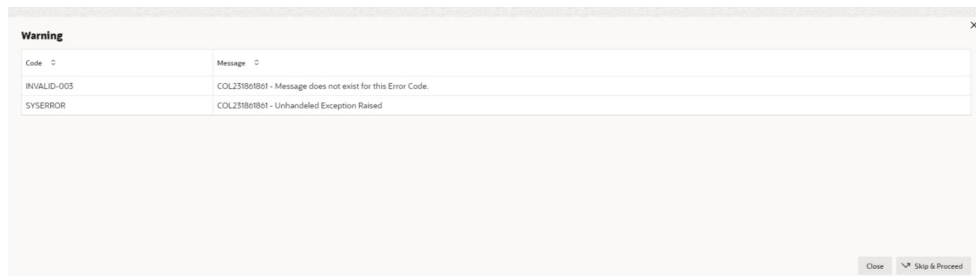 Warning
Code Message
INVALID-003 COL231861861 - Message does not exist for this Error Code.
SYSERROR COL231861861 - Unhandeled Exception Raised
Close Skip & Proceed